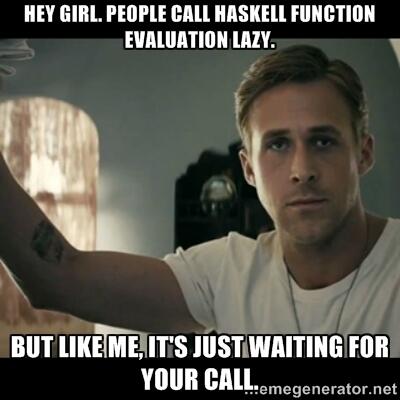 HEY GIRL. PEOPLE CALL HASKELL FUNCTION
EVALUATION LAZY.
BUT LIKE ME, IT'S JUST WAITING FOR
YOUR CALL.
memegenerator.net